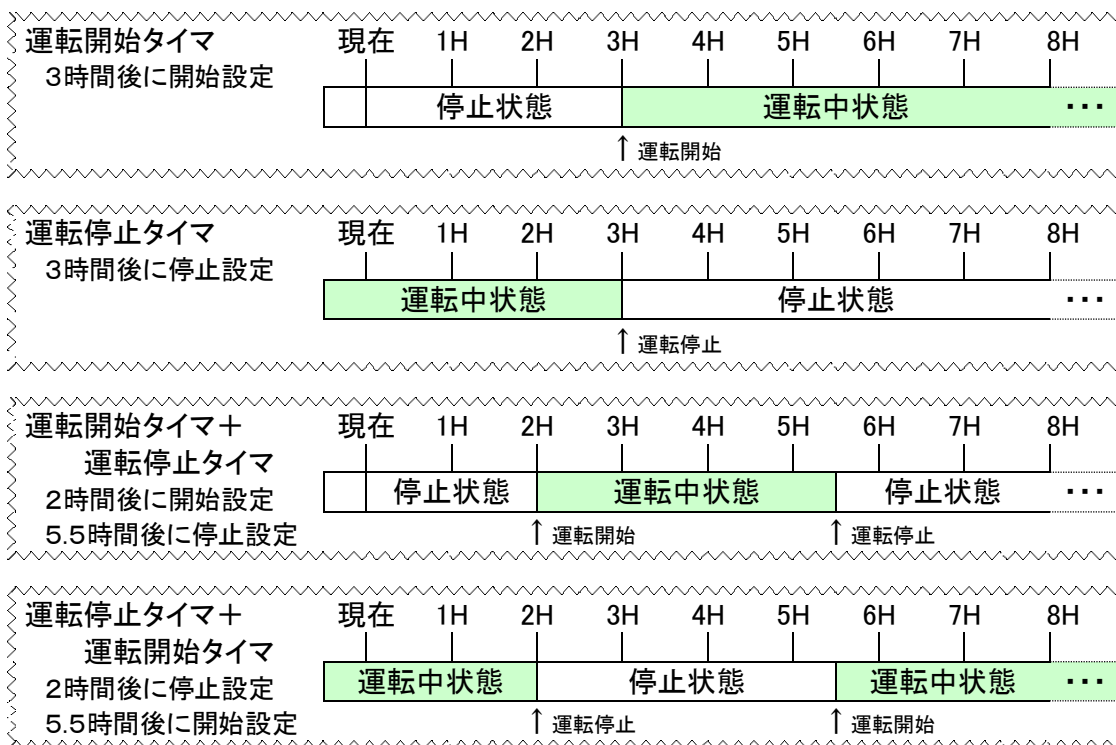 運転開始タイマ 現在 1H 2H 3H 4H 5H 6H 7H 8H
3時間後に開始設定
停止状態 運転中状態 ・・・
↑ 運転開始
運転停止タイマ 現在 1H 2H 3H 4H 5H 6H 7H 8H
3時間後に停止設定
運転中状態 停止状態 ・・・
↑ 運転停止
運転開始タイマ+ 現在 1H 2H 3H 4H 5H 6H 7H 8H
運転停止タイマ
2時間後に開始設定 停止状態 運転中状態 停止状態 ・・・
5.5時間後に停止設定 ↑ 運転開始 ↑ 運転停止
運転停止タイマ+ 現在 1H 2H 3H 4H 5H 6H 7H 8H
運転開始タイマ
2時間後に停止設定 運転中状態 停止状態 運転中状態 ・・・
5.5時間後に開始設定 ↑ 運転停止 ↑ 運転開始